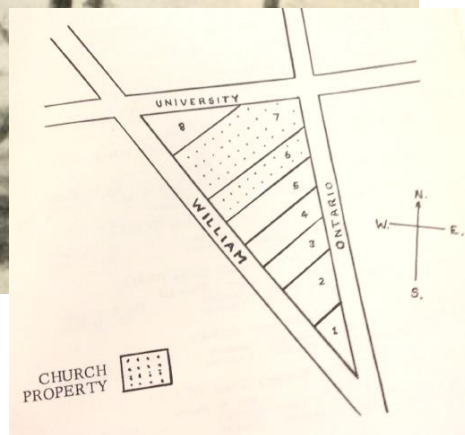 UNIVERSITY
8
7
6
5
4
3
2
1
WILLIAM
ONTARIO
N.
W. E.
S.
CHURCH
PROPERTY